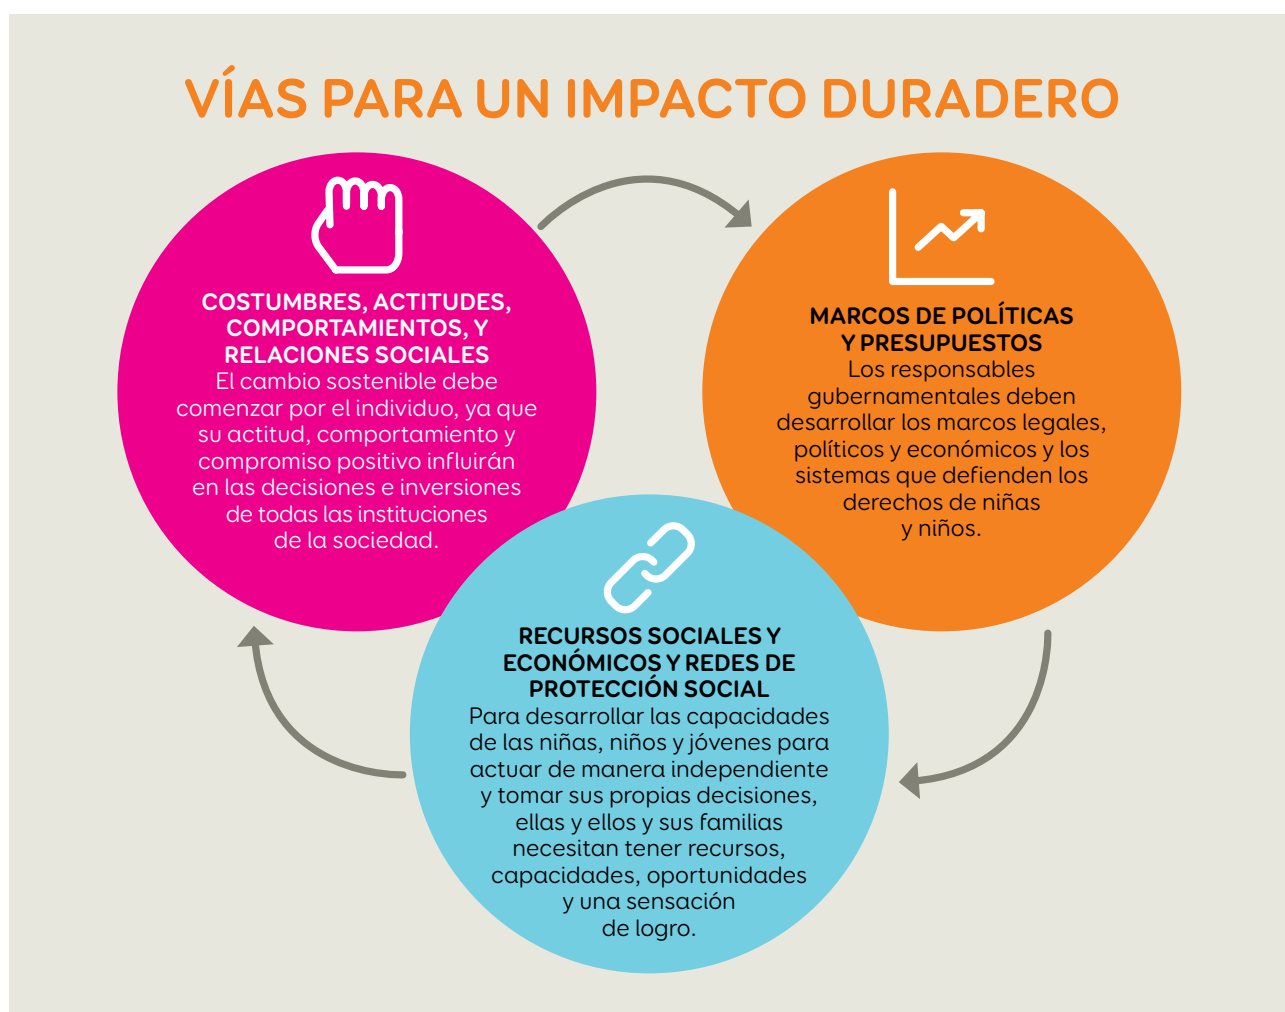 VÍAS PARA UN IMPACTO DURADERO
COSTUMBRES, ACTITUDES,
COMPORTAMIENTOS, Y
RELACIONES SOCIALES
El cambio sostenible debe
comenzar por el individuo, ya que
su actitud, comportamiento y
compromiso positivo influirán
en las decisiones e inversiones
de todas las instituciones
de la sociedad.
MARCOS DE POLÍTICAS
Y PRESUPUESTOS
Los responsables
gubernamentales deben
desarrollar los marcos legales,
políticos y económicos y los
sistemas que defienden los
derechos de niñas
y niños.
RECURSOS SOCIALES Y
ECONÓMICOS Y REDES DE
PROTECCIÓN SOCIAL
Para desarrollar las capacidades
de las niñas, niños y jóvenes para
actuar de manera independiente
y tomar sus propias decisiones,
ellas y ellos y sus familias
necesitan tener recursos,
capacidades, oportunidades
y una sensación
de logro.